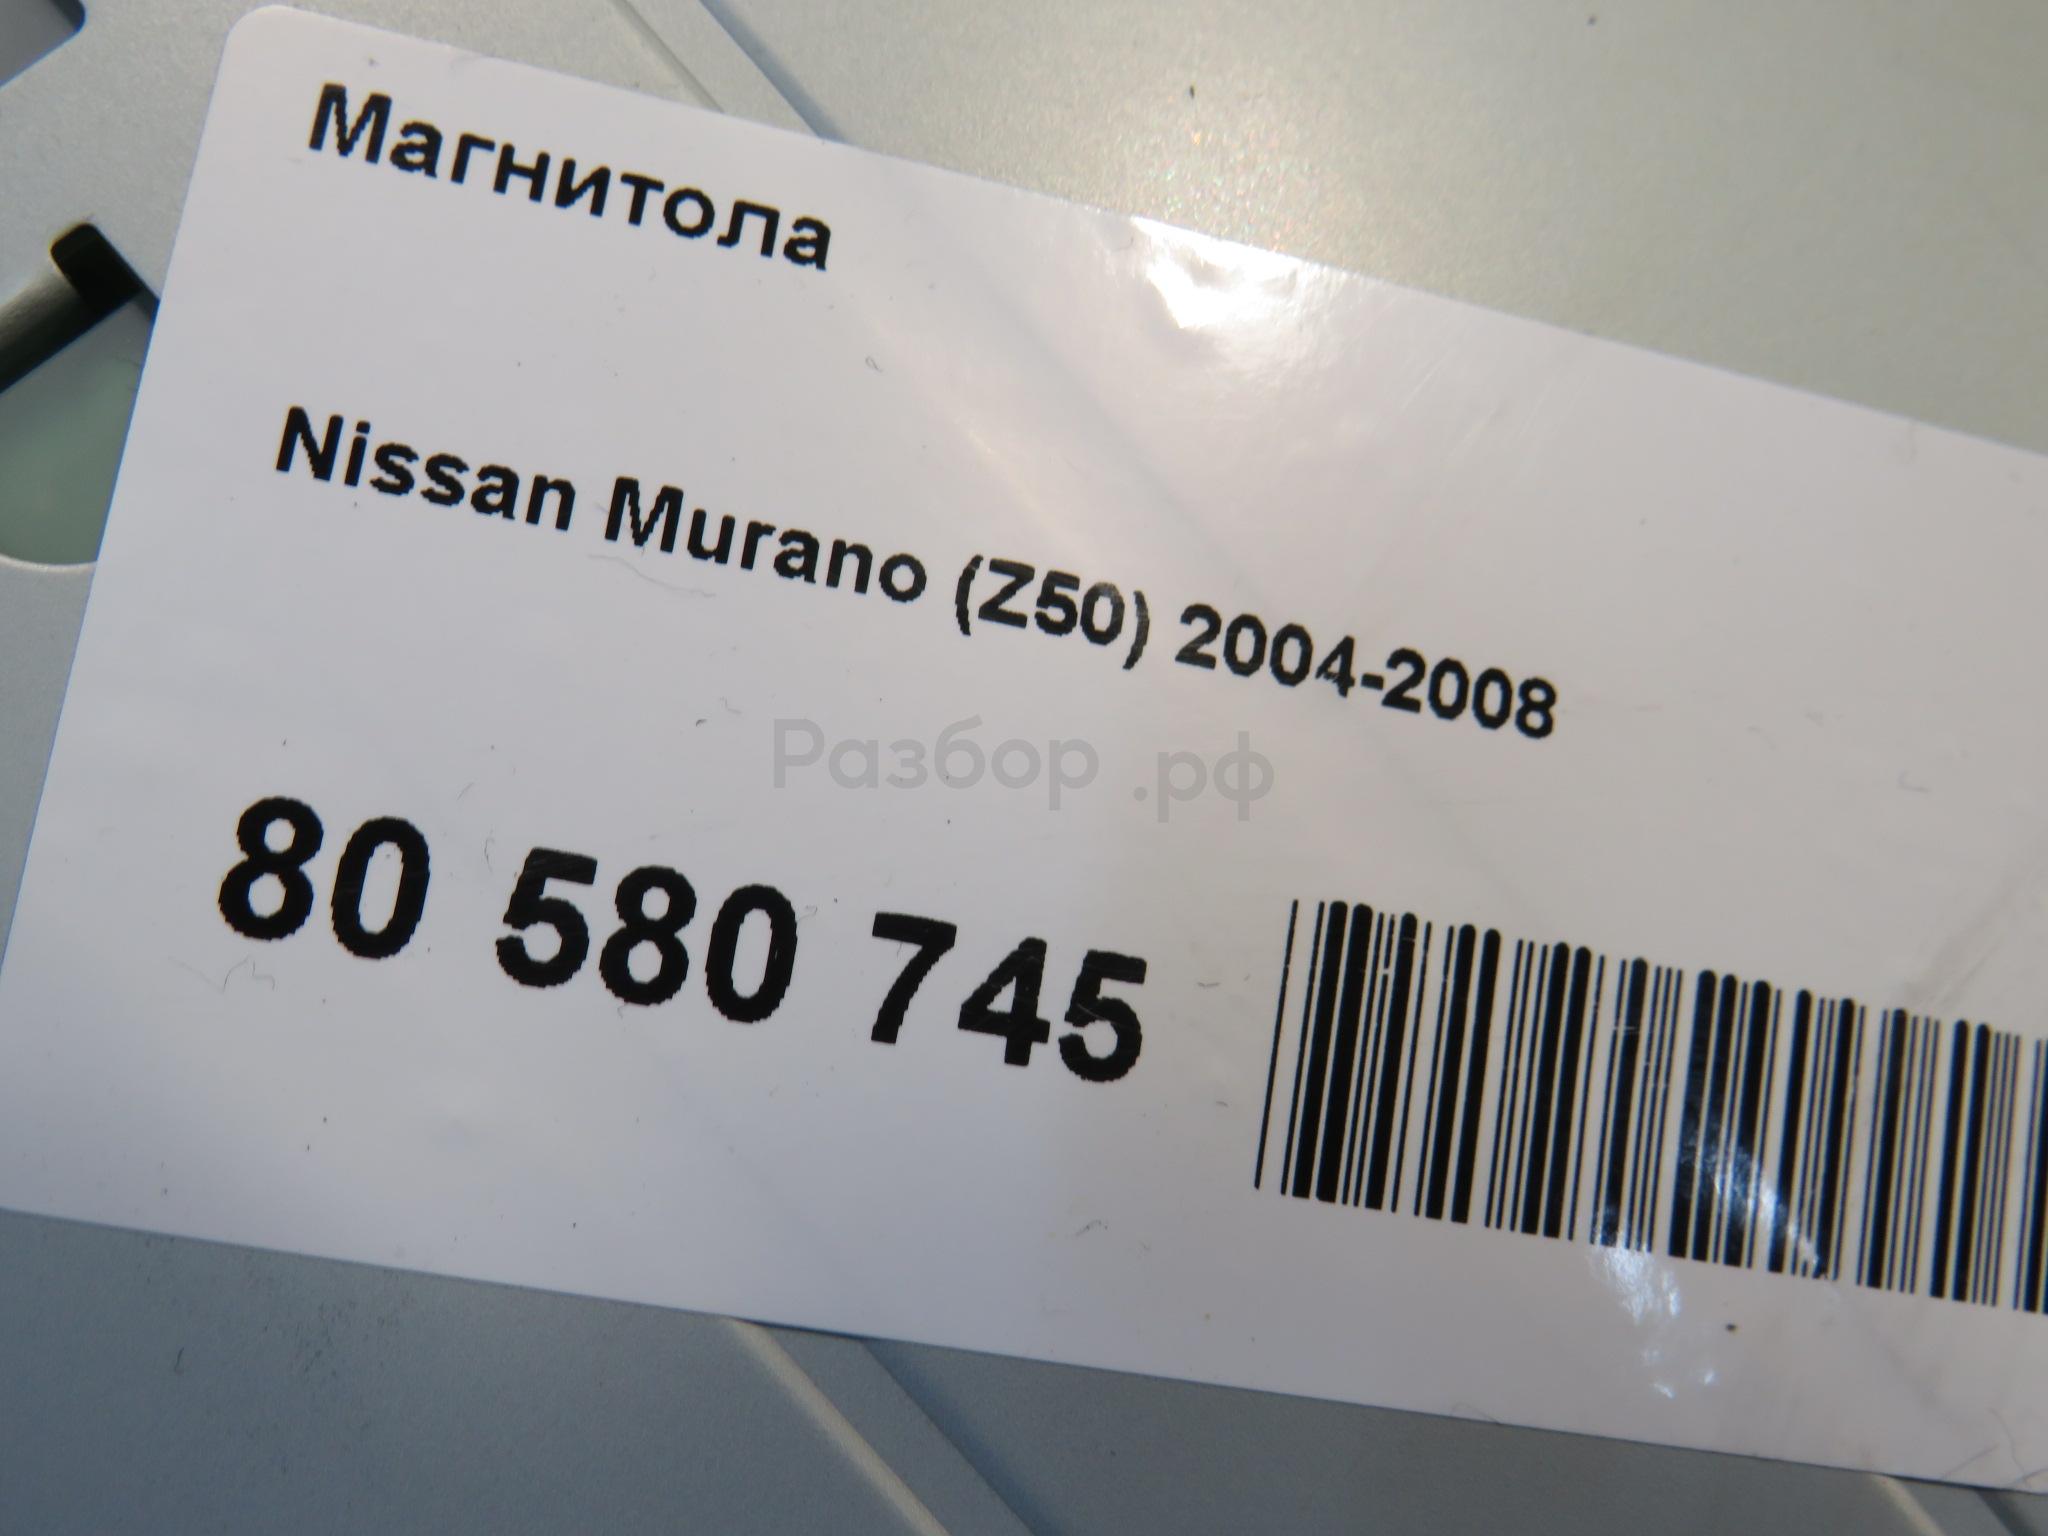 Магнитола
Nissan Murano (Z50) 2004-2008
Разбор .рф
80 580 745